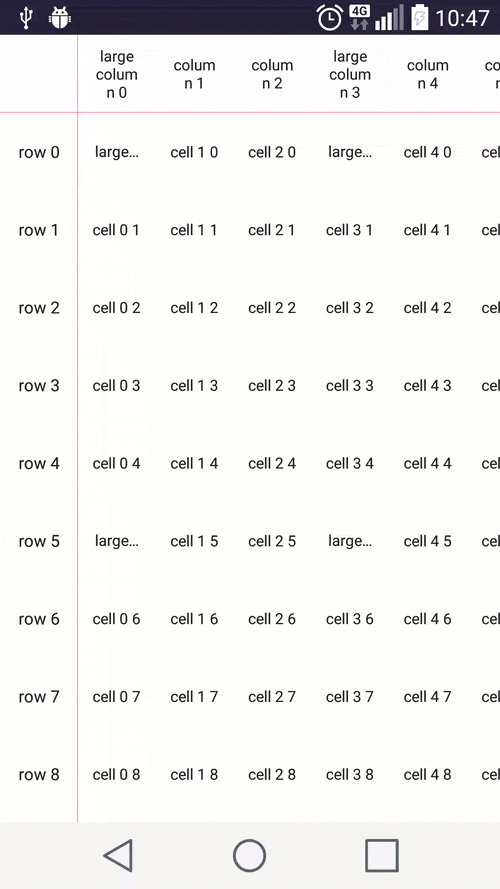 4G 10:47
large colum n 0
colum n 1
colum n 2
large colum n 3
colum n 4
co
row 0 large... cell 1 0 cell 2 0 large... cell 4 0 cel
row 1 cell 0 1 cell 1 1 cell 2 1 cell 3 1 cell 4 1 cel
row 2 cell 0 2 cell 1 2 cell 2 2 cell 3 2 cell 4 2 cel
row 3 cell 0 3 cell 1 3 cell 2 3 cell 3 3 cell 4 3 cel
row 4 cell 0 4 cell 1 4 cell 2 4 cell 3 4 cell 4 4 cel
row 5 large... cell 1 5 cell 2 5 large... cell 4 5 cel
row 6 cell 0 6 cell 1 6 cell 2 6 cell 3 6 cell 4 6 cel
row 7 cell 0 7 cell 1 7 cell 2 7 cell 3 7 cell 4 7 cel
row 8 cell 0 8 cell 1 8 cell 2 8 cell 3 8 cell 4 8 cel